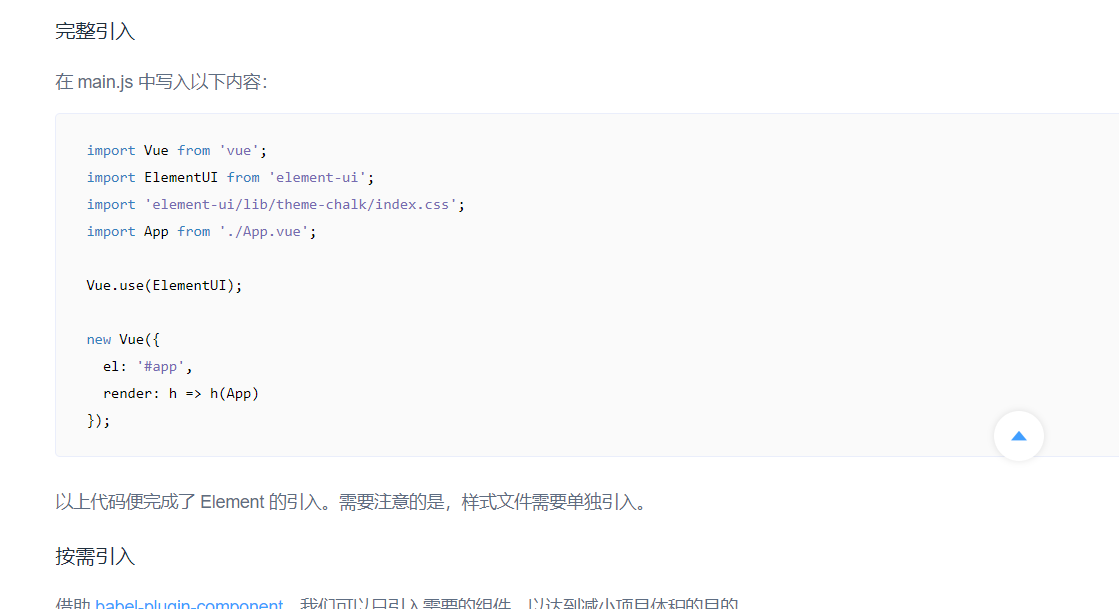 完整引入
在 main.js 中写入以下内容：
import Vue from 'vue';
import ElementUI from 'element-ui';
import 'element-ui/lib/theme-chalk/index.css';
import App from './App.vue';
Vue.use(ElementUI);
new Vue({
  el: '#app',
  render: h => h(App)
});
以上代码便完成了 Element 的引入。需要注意的是，样式文件需要单独引入。
按需引入
借助 babel-plugin-component，我们可以只引入需要的组件，以达到减小项目体积的目的